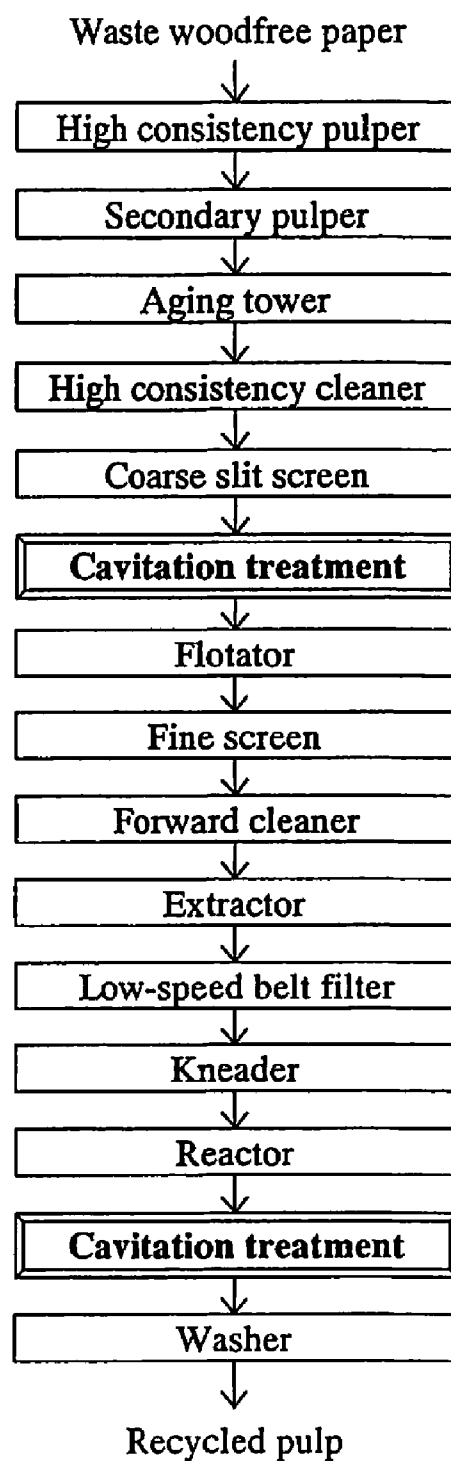 Waste woodfree paper
High consistency pulper
Secondary pulper
Aging tower
High consistency cleaner
Coarse slit screen
Cavitation treatment
Flotator
Fine screen
Forward cleaner
Extractor
Low-speed belt filter
Kneader
Reactor
Cavitation treatment
Washer
Recycled pulp